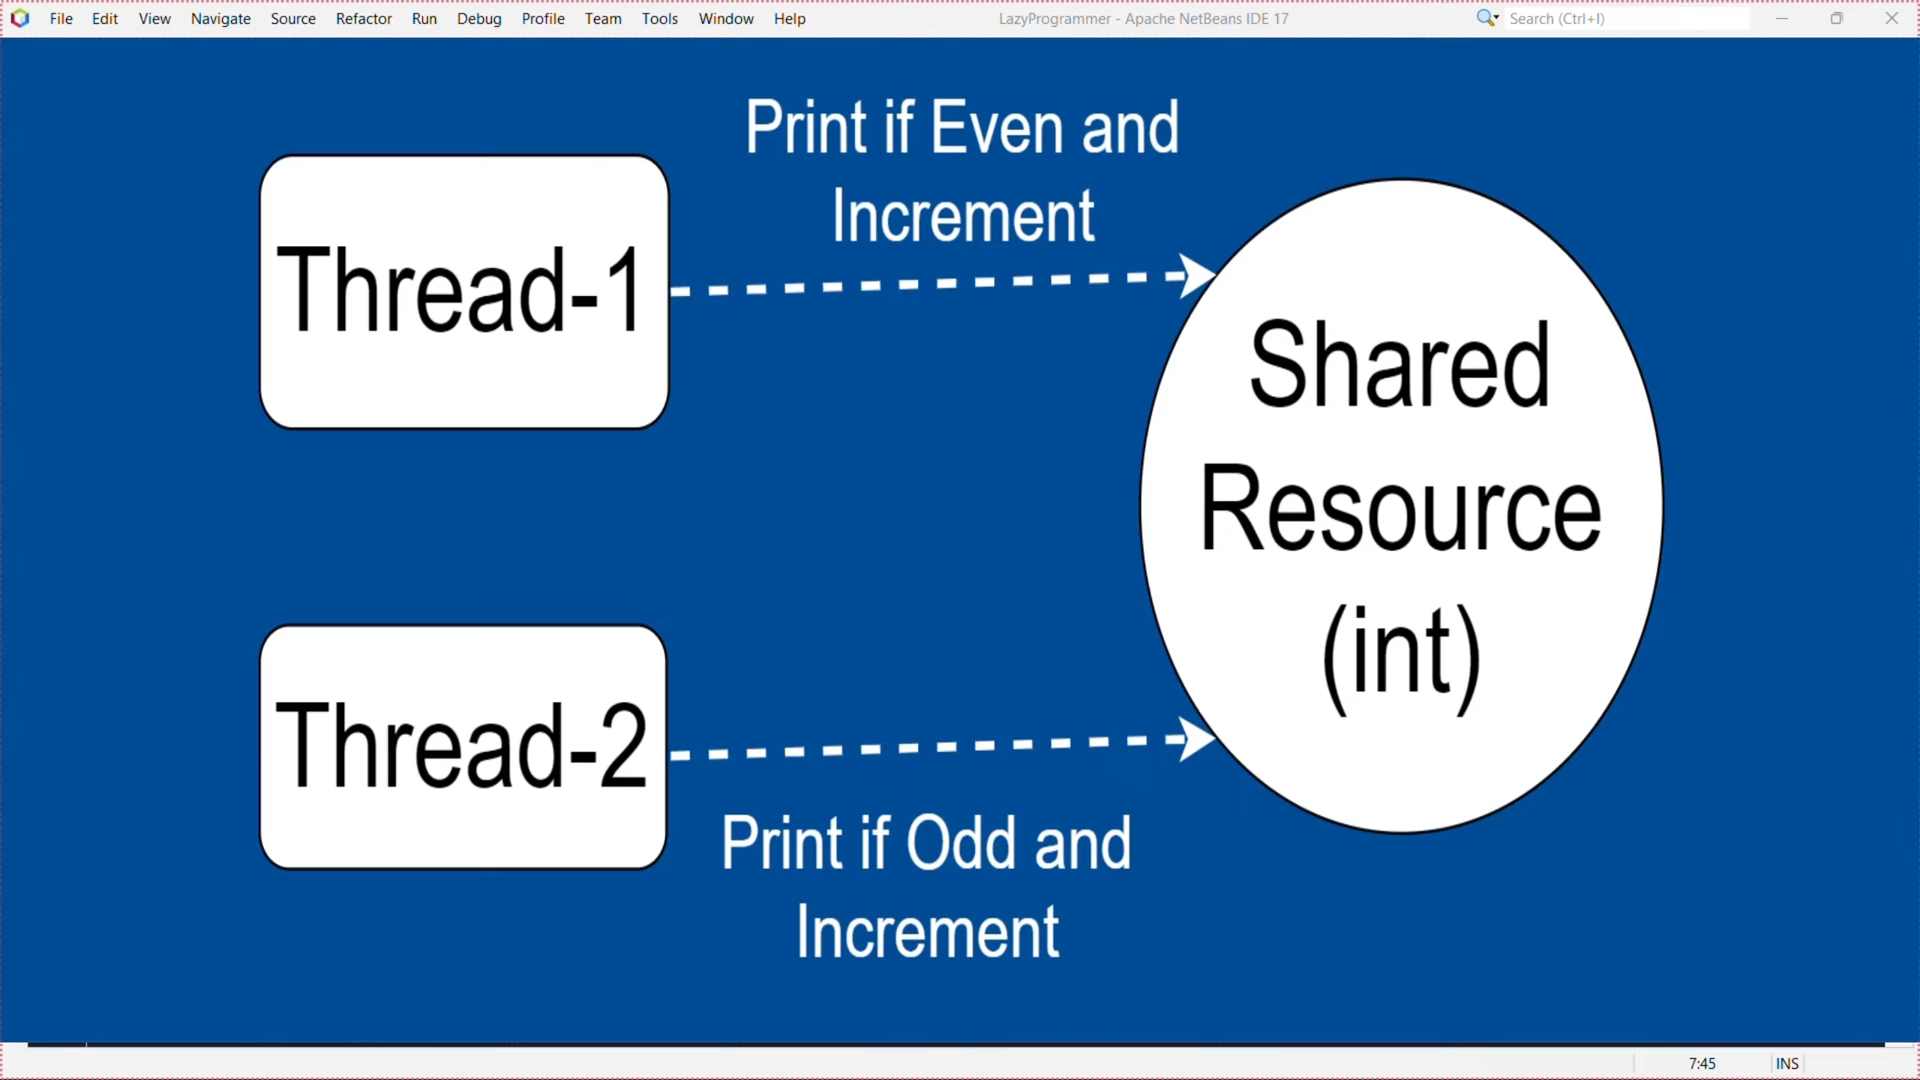 File Edit View Navigate Source Refactor Run Debug Profile Team Tools Window Help LazyProgrammer - Apache NetBeans IDE 17 Search (Ctrl+I)
Print if Even and
Increment
Thread-1
Shared
Resource
(int)
Thread-2
Print if Odd and
Increment
7:45 INS